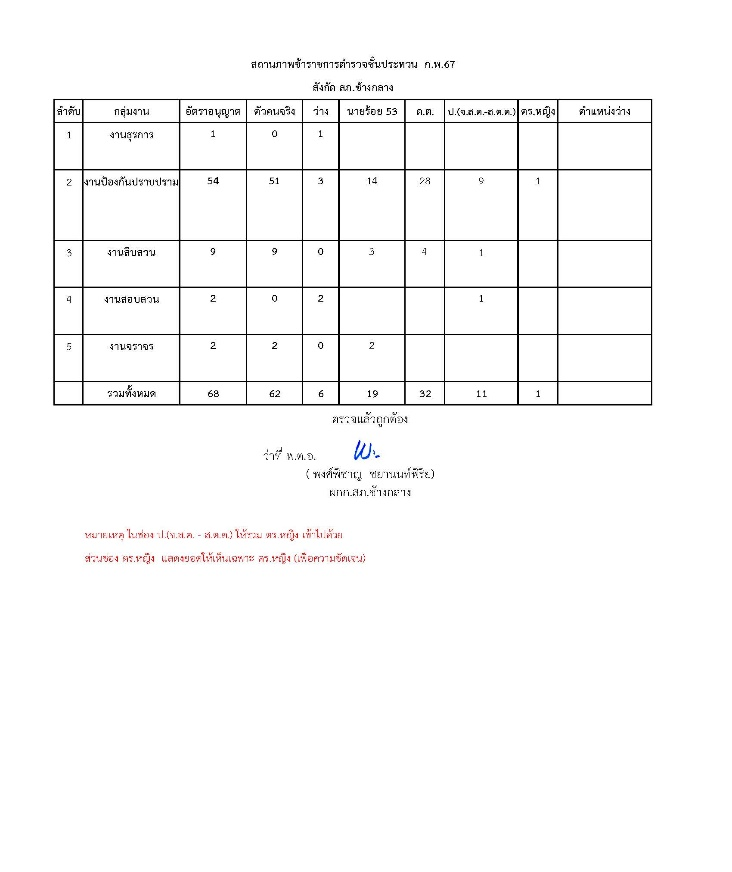 สถานภาพข้าราชการตำรวจชั้นประทวน ก.พ.67
สังกัด สภ.ช้างกลาง
ลำดับ กลุ่มงาน อัตราอนุญาต ตัวคนจริง ว่าง นายร้อย 53 ด.ต. ป.(จ.ส.ต.-ส.ต.ต.) ตร.หญิง ตำแหน่งว่าง
1 งานธุรการ 1 0 1
2 งานป้องกันปราบปราม 54 51 3 14 28 9 1
3 งานสืบสวน 9 9 0 3 4 1
4 งานสอบสวน 2 0 2 1
5 งานจราจร 2 2 0 2
รวมทั้งหมด 68 62 6 19 32 11 1
ตรวจแล้วถูกต้อง
ว่าที่ พ.ต.อ.
( พงศ์พิชาญ ชยานนท์พิริย)
ผกก.สภ.ช้างกลาง
หมายเหตุ ในช่อง ป.(จ.ส.ต. - ส.ต.ต.) ให้รวม ตร.หญิง เข้าไปด้วย
ส่วนของ ตร.หญิง แสดงยอดให้เห็นเฉพาะ ตร.หญิง (เพื่อความชัดเจน)